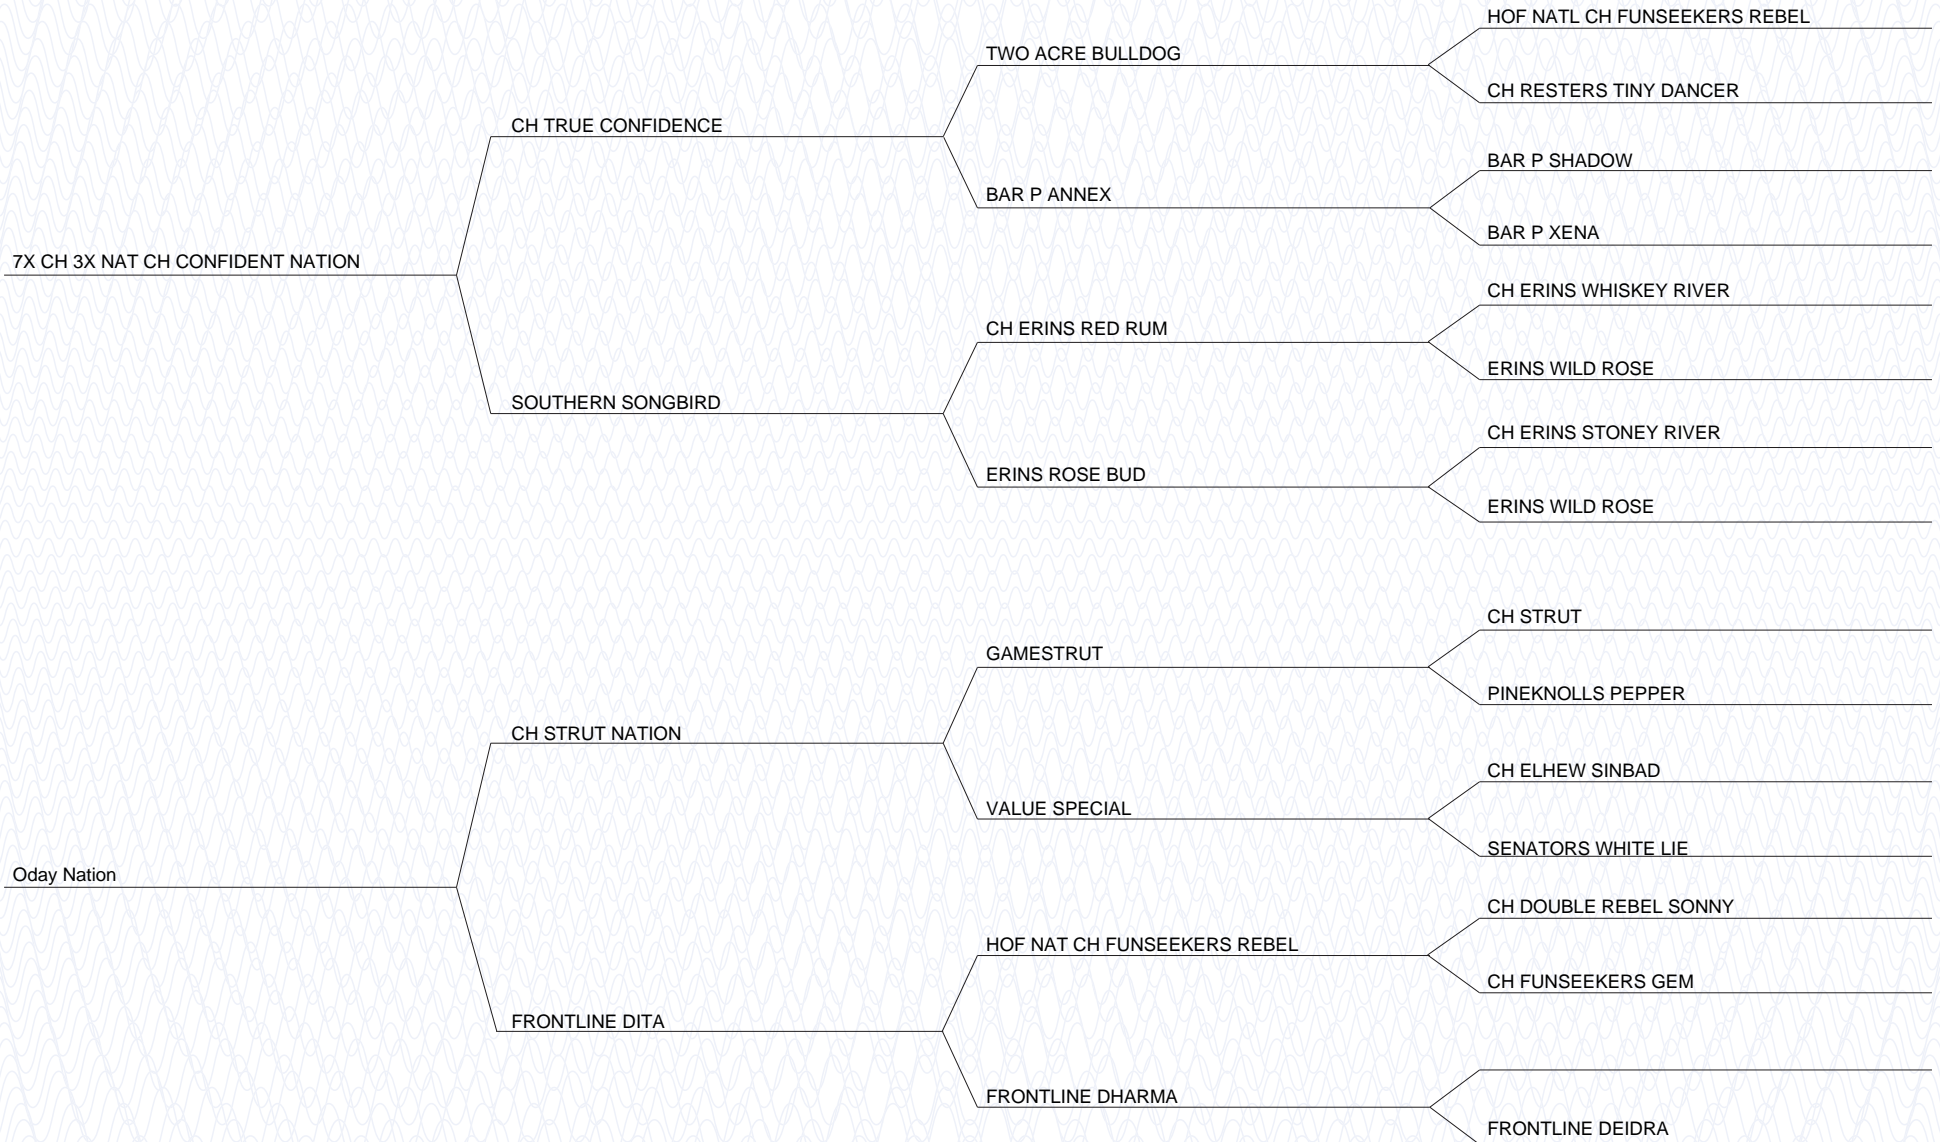 HOF NATL CH FUNSEEKERS REBEL
TWO ACRE BULLDOG
CH RESTERS TINY DANCER
CH TRUE CONFIDENCE
BAR P SHADOW
BAR P ANNEX
BAR P XENA
7X CH 3X NAT CH CONFIDENT NATION
CH ERINS WHISKEY RIVER
CH ERINS RED RUM
ERINS WILD ROSE
SOUTHERN SONGBIRD
CH ERINS STONEY RIVER
ERINS ROSE BUD
ERINS WILD ROSE
CH STRUT
GAMESTRUT
PINEKNOLLS PEPPER
CH STRUT NATION
CH ELHEW SINBAD
VALUE SPECIAL
SENATORS WHITE LIE
Oday Nation
CH DOUBLE REBEL SONNY
HOF NAT CH FUNSEEKERS REBEL
CH FUNSEEKERS GEM
FRONTLINE DITA
FRONTLINE DHARMA
FRONTLINE DEIDRA